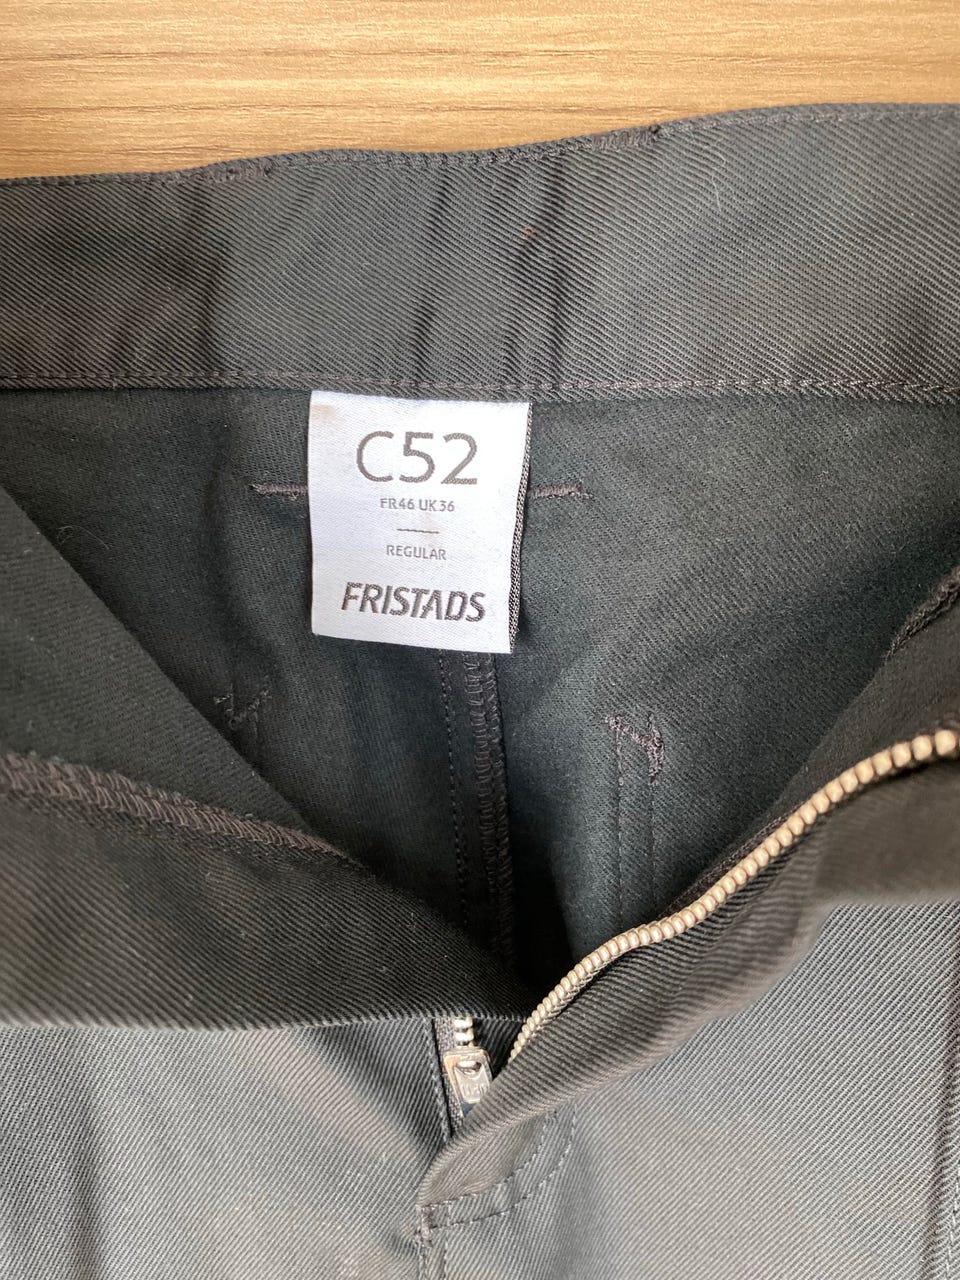 C52
FR46 UK36
REGULAR
FRISTADS